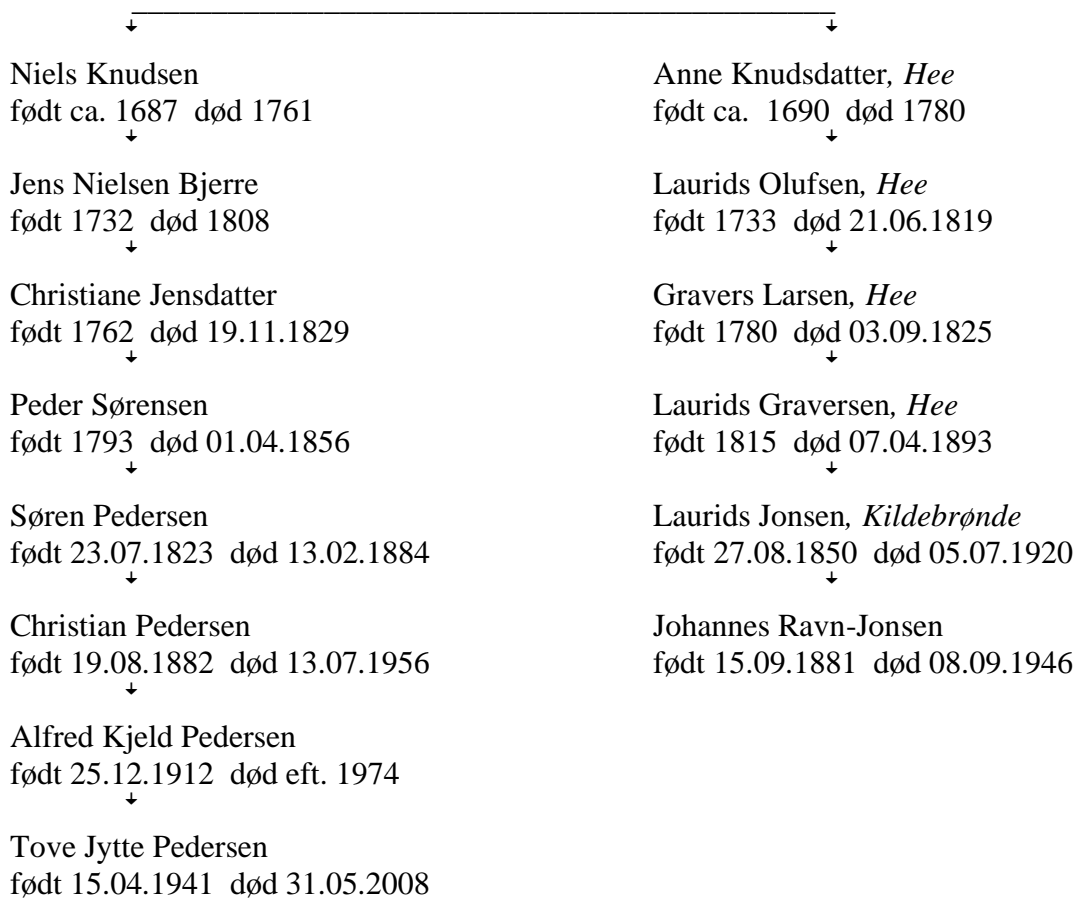 Niels Knudsen
født ca. 1687  død 1761
Jens Nielsen Bjerre
født 1732  død 1808
Christiane Jensdatter
født 1762  død 19.11.1829
Peder Sørensen
født 1793  død 01.04.1856
Søren Pedersen
født 23.07.1823  død 13.02.1884
Christian Pedersen
født 19.08.1882  død 13.07.1956
Alfred Kjeld Pedersen
født 25.12.1912  død eft. 1974
Tove Jytte Pedersen
født 15.04.1941  død 31.05.2008
Anne Knudsdatter, Hee
født ca.  1690  død 1780
Laurids Olufsen, Hee
født 1733  død 21.06.1819
Gravers Larsen, Hee
født 1780  død 03.09.1825
Laurids Graversen, Hee
født 1815  død 07.04.1893
Laurids Jonsen, Kildebrønde
født 27.08.1850  død 05.07.1920
Johannes Ravn-Jonsen
født 15.09.1881  død 08.09.1946